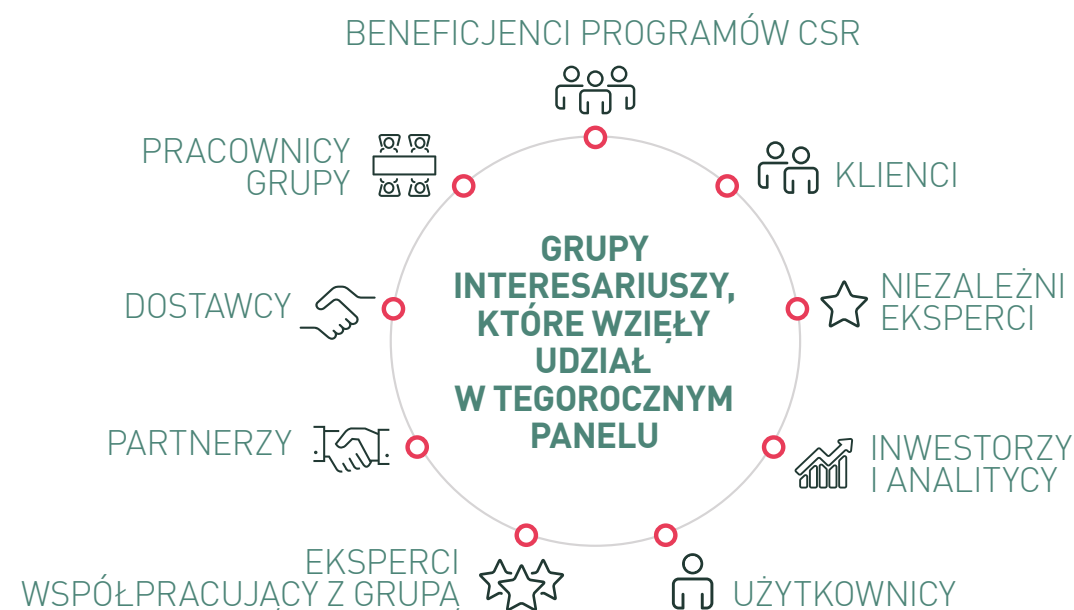 BENEFICJENCI PROGRAMÓW CSR
PRACOWNICY
GRUPY
KLIENCI
DOSTAWCY
NIEZALEŻNI
EKSPERCI
GRUPY
INTERESARIUSZY,
KTÓRE WZIĘŁY
UDZIAŁ
W TEGOROCZNYM
PANELU
PARTNERZY
INWESTORZY
I ANALITYCY
EKSPERCI
WSPÓŁPRACUJĄCY Z GRUPĄ
UŻYTKOWNICY